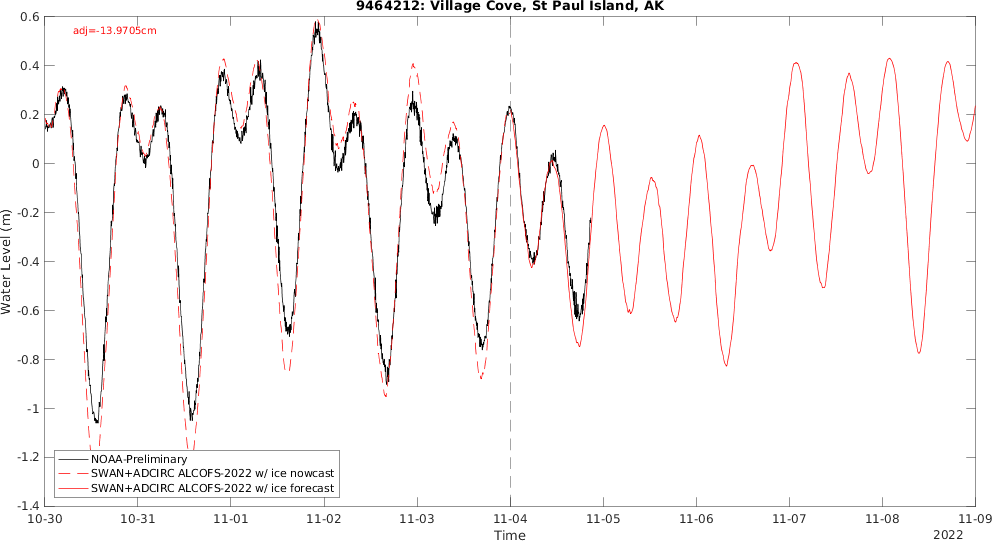 9464212: Village Cove, St Paul Island, AK
adj=-13.9705cm
Water Level (m)
0.6
0.4
0.2
0
-0.2
-0.4
-0.6
-0.8
-1
-1.2
-1.4
NOAA-Preliminary
SWAN+ADCIRC ALCOFS-2022 w/ ice nowcast
SWAN+ADCIRC ALCOFS-2022 w/ ice forecast
10-30 10-31 11-01 11-02 11-03 11-04 11-05 11-06 11-07 11-08 11-09
Time
2022